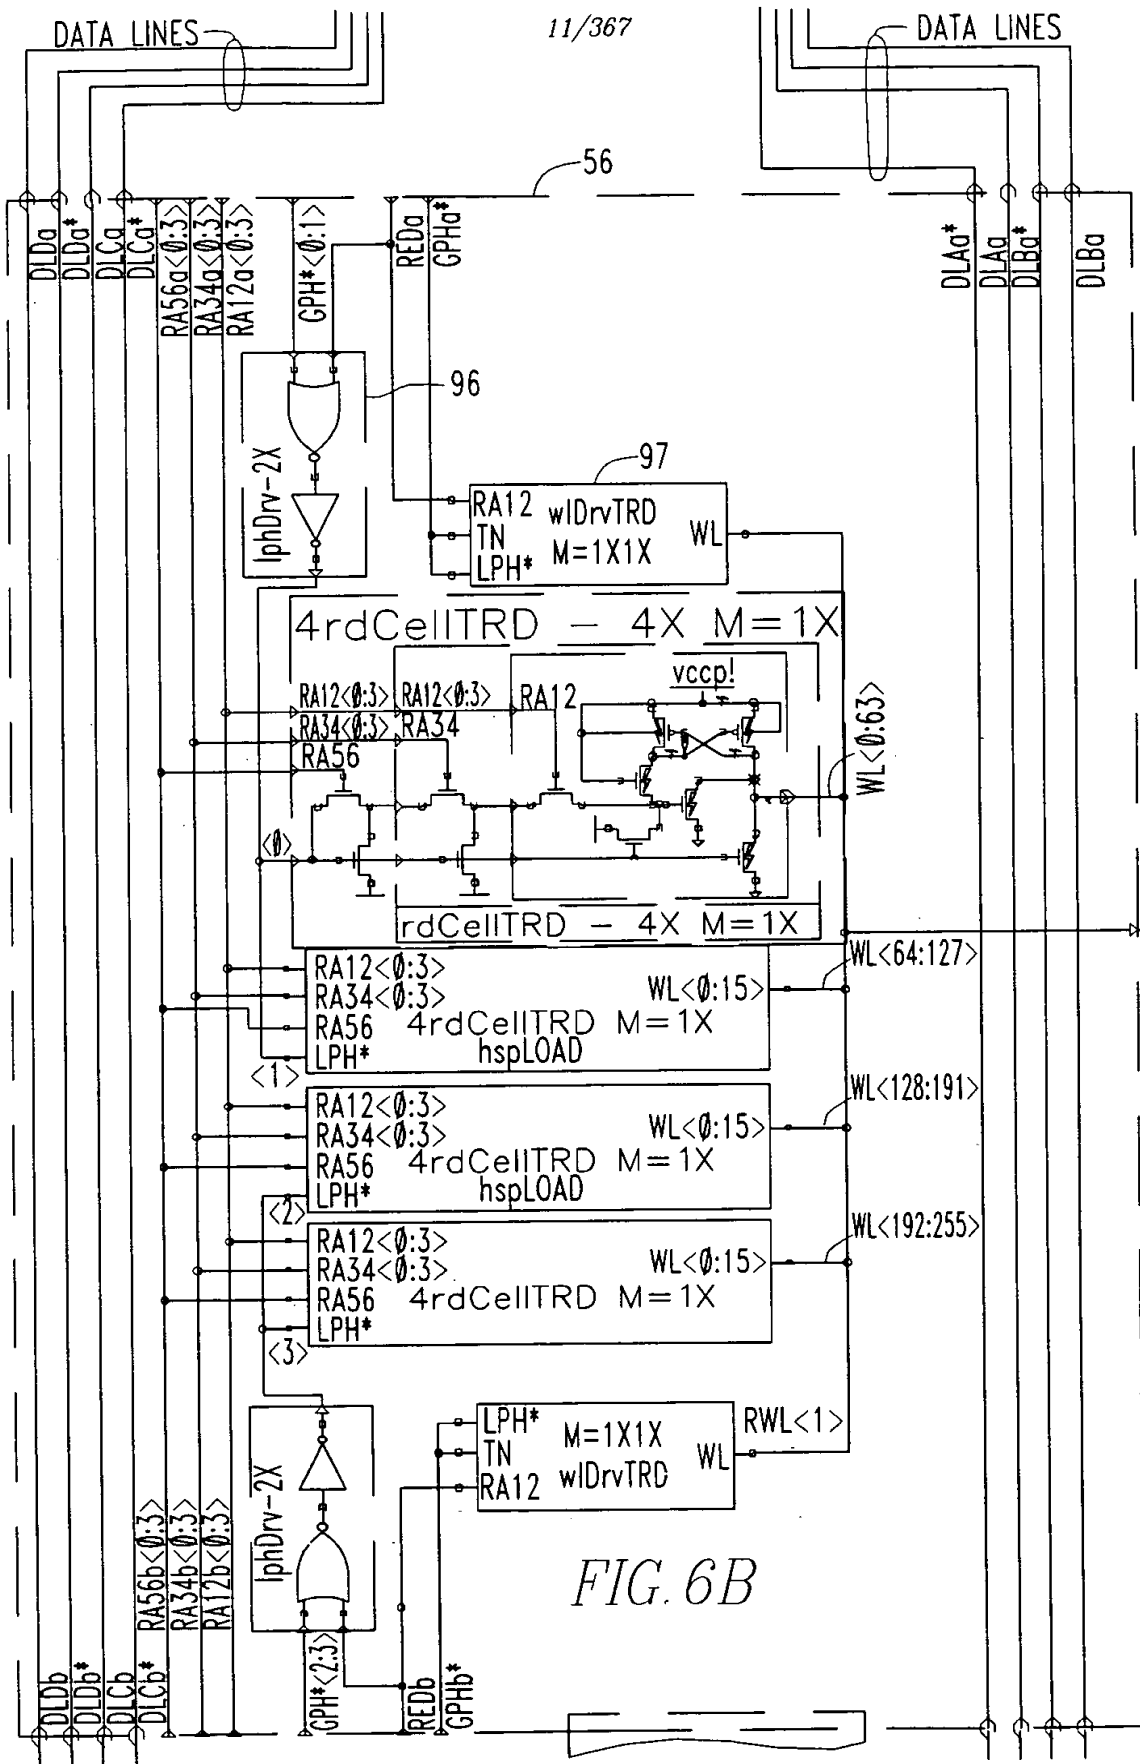 11/367
DATA LINES
DATA LINES
56
DLDa
DLDa*
DLCa
DLCa*
RA56a<0:3>
RA34a<0:3>
RA12a<0:3>
GPH*<0:1>
REDa
GPHa*
DLAa*
DLAa
DLBa*
DLBa
96
lphDrv-2X
97
RA12
wlDrvTRD
TN
M=1X1X
LPH*
WL
4rdCellTRD - 4X M=1X
vccp!
RA12<0:3>
RA12<0:3>
RA12
RA34<0:3>
RA34
RA56
WL<0:63>
<0>
rdCellTRD - 4X M=1X
WL<64:127>
RA12<0:3>
RA34<0:3>
WL<0:15>
RA56
4rdCellTRD M=1X
LPH*
hspLOAD
<1>
WL<128:191>
RA12<0:3>
RA34<0:3>
WL<0:15>
RA56
4rdCellTRD M=1X
LPH*
hspLOAD
<2>
WL<192:255>
RA12<0:3>
RA34<0:3>
WL<0:15>
RA56
4rdCellTRD M=1X
LPH*
<3>
lphDrv-2X
LPH*
M=1X1X
TN
wlDrvTRD
RA12
WL
RWL<1>
RA56b<0:3>
RA34b<0:3>
RA12b<0:3>
FIG. 6B
DLDb
DLDb*
DLCb
DLCb*
GPH*<2:3>
REDb
GPHb*